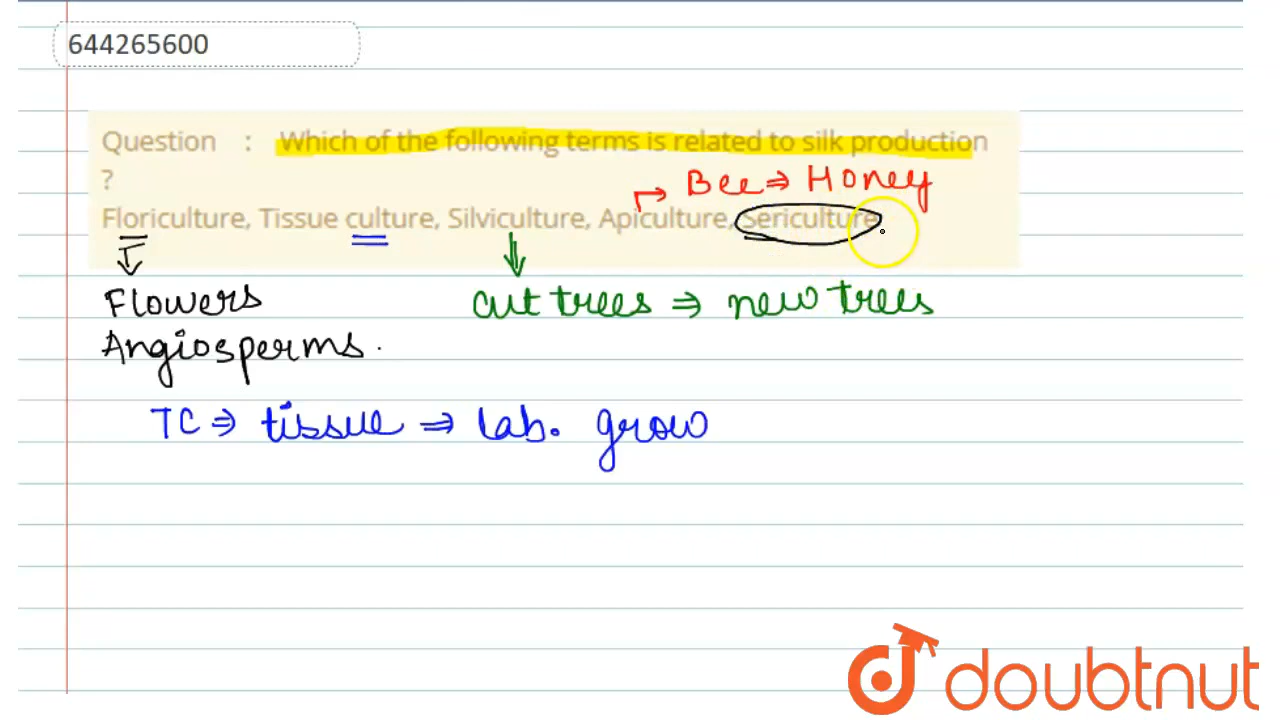 644265600
Question : Which of the following terms is related to silk production
?
Bee ⇒ Honey
Floriculture, Tissue culture, Silviculture, Apiculture, Sericulture.
Flowers
cut trees ⇒ new trees
Angiosperms.
TC ⇒ tissue ⇒ lab. grow
doubtnut